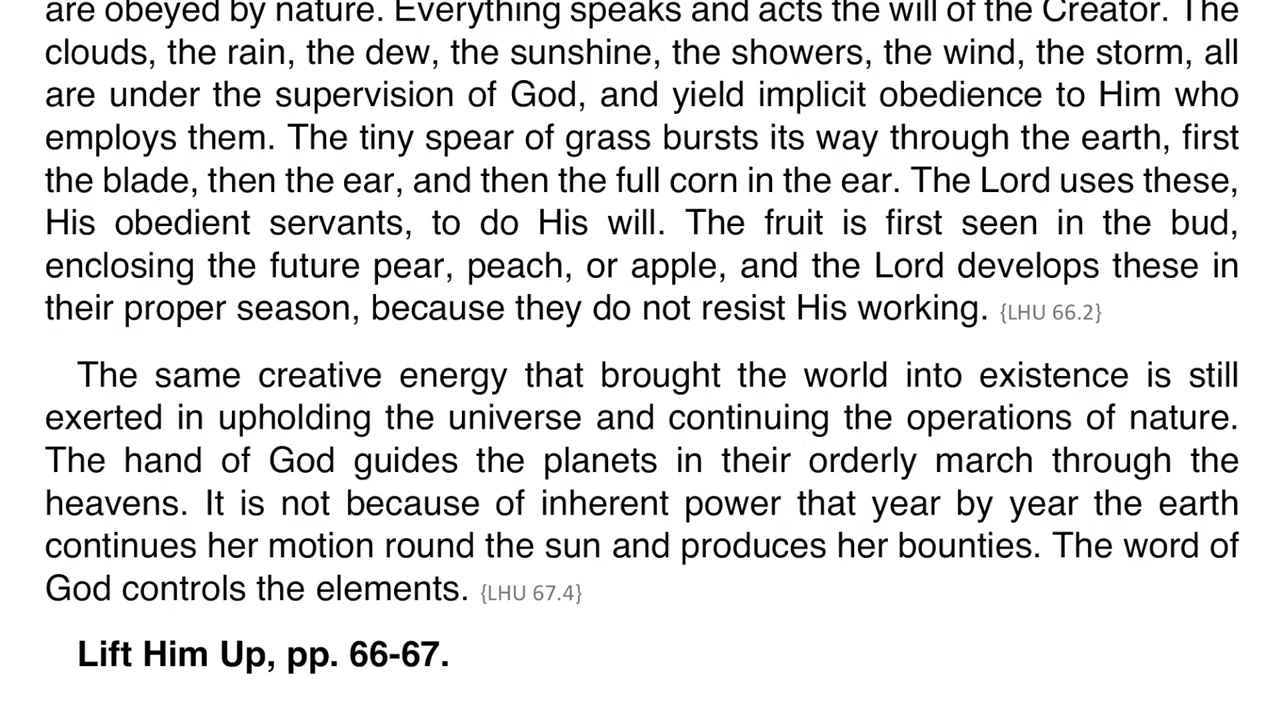 are obeyed by nature. Everything speaks and acts the will of the Creator. The
clouds, the rain, the dew, the sunshine, the showers, the wind, the storm, all
are under the supervision of God, and yield implicit obedience to Him who
employs them. The tiny spear of grass bursts its way through the earth, first
the blade, then the ear, and then the full corn in the ear. The Lord uses these,
His obedient servants, to do His will. The fruit is first seen in the bud,
enclosing the future pear, peach, or apple, and the Lord develops these in
their proper season, because they do not resist His working. {LHU 66.2}
The same creative energy that brought the world into existence is still
exerted in upholding the universe and continuing the operations of nature.
The hand of God guides the planets in their orderly march through the
heavens. It is not because of inherent power that year by year the earth
continues her motion round the sun and produces her bounties. The word of
God controls the elements. {LHU 67.4}
Lift Him Up, pp. 66-67.